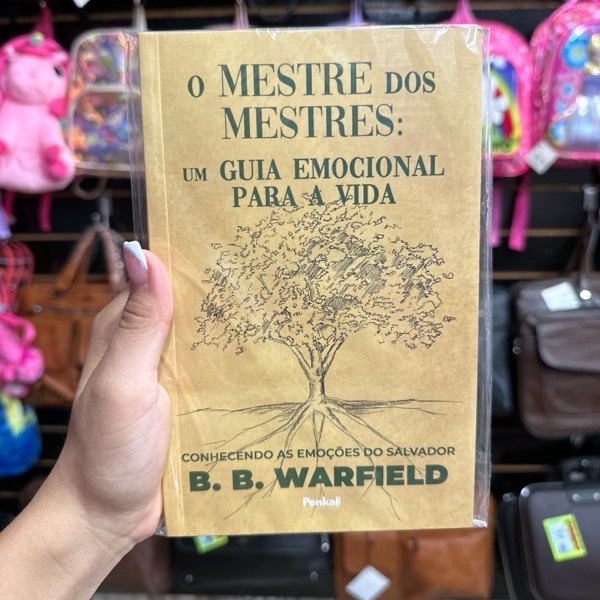 O MESTRE DOS
MESTRES:
UM GUIA EMOCIONAL
PARA A VIDA
CONHECENDO AS EMOÇÕES DO SALVADOR
B. B. WARFIELD
Penkal